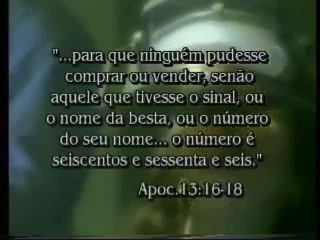 "...para que ninguém pudesse
comprar ou vender, senão
aquele que tivesse o sinal, ou
o nome da besta, ou o número
do seu nome... o número é
seiscentos e sessenta e seis."
Apoc.13:16-18